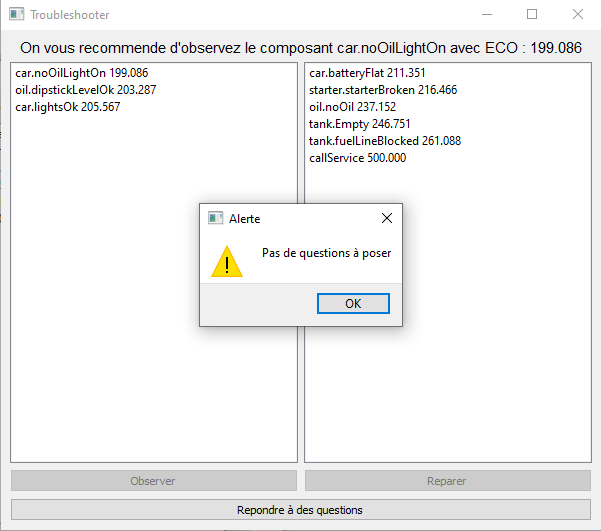 Troubleshooter
On vous recommende d'observez le composant car.noOilLightOn avec ECO : 199.086
car.noOilLightOn 199.086
oil.dipstickLevelOk 203.287
car.lightsOk 205.567
car.batteryFlat 211.351
starter.starterBroken 216.466
oil.noOil 237.152
tank.Empty 246.751
tank.fuelLineBlocked 261.088
callService 500.000
Alerte
Pas de questions à poser
OK
Observer
Reparer
Repondre à des questions